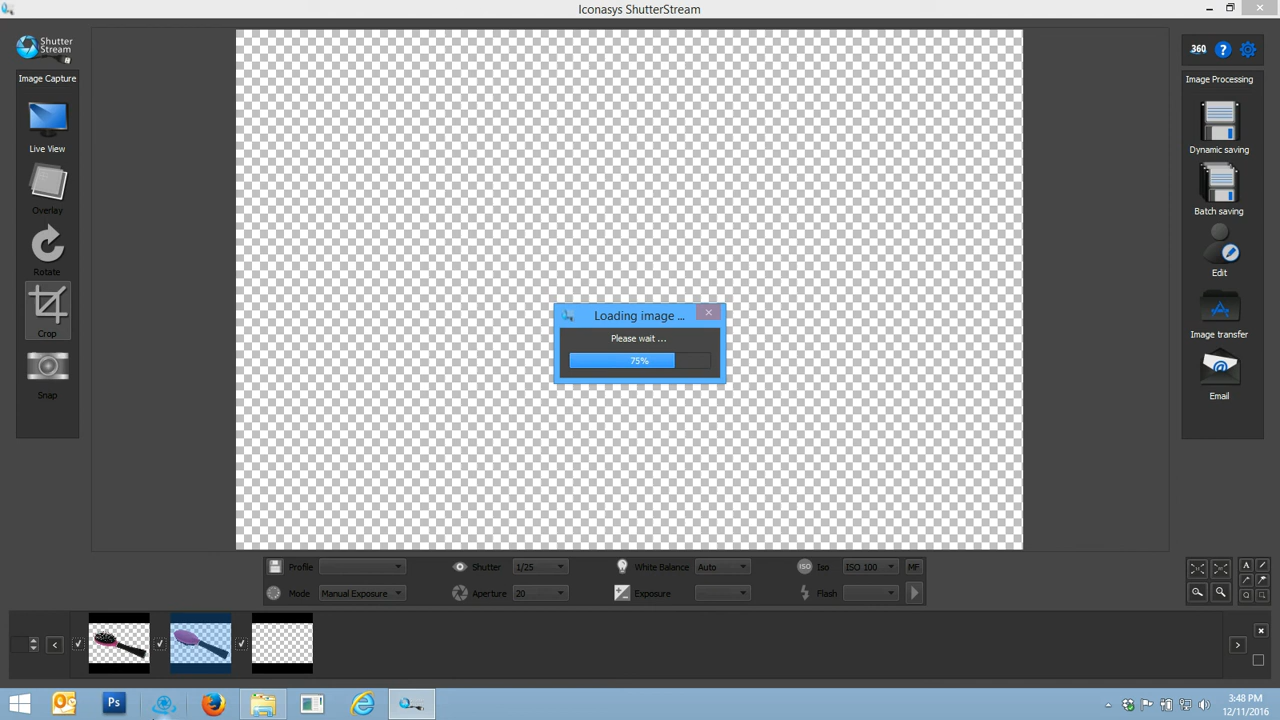 Iconasys ShutterStream
Shutter
Stream
Image Capture
Live View
Overlay
Rotate
Crop
Snap
Loading image ...
Please wait ...
75%
360
?
Image Processing
Dynamic saving
Batch saving
Edit
Image transfer
@
Email
Profile
Shutter
1/25
White Balance
Auto
ISO
Iso
ISO 100
MF
Mode
Manual Exposure
Aperture
20
Exposure
Flash
A
Ps
3:48 PM
12/11/2016